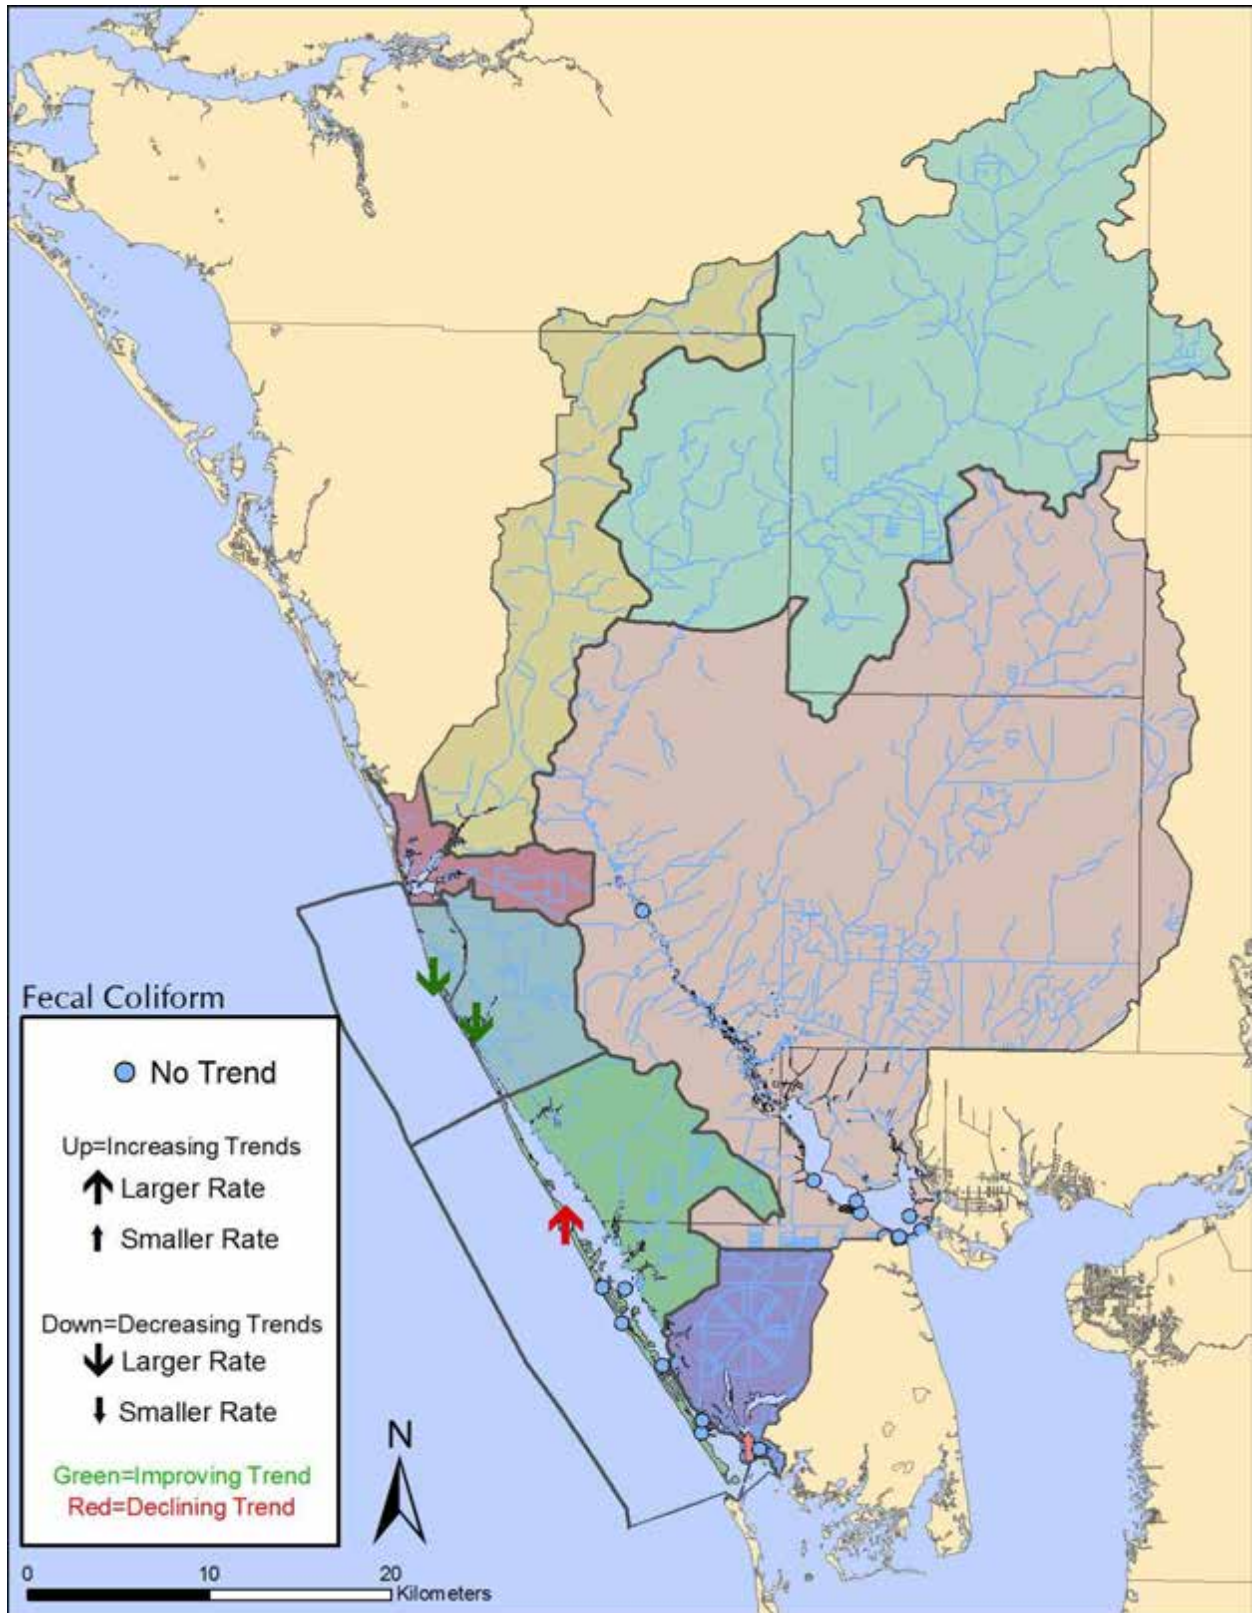 Fecal Coliform
No Trend
Up=Increasing Trends
Larger Rate
Smaller Rate
Down=Decreasing Trends
Larger Rate
Smaller Rate
Green=Improving Trend
Red=Declining Trend
N
0 10 20
Kilometers